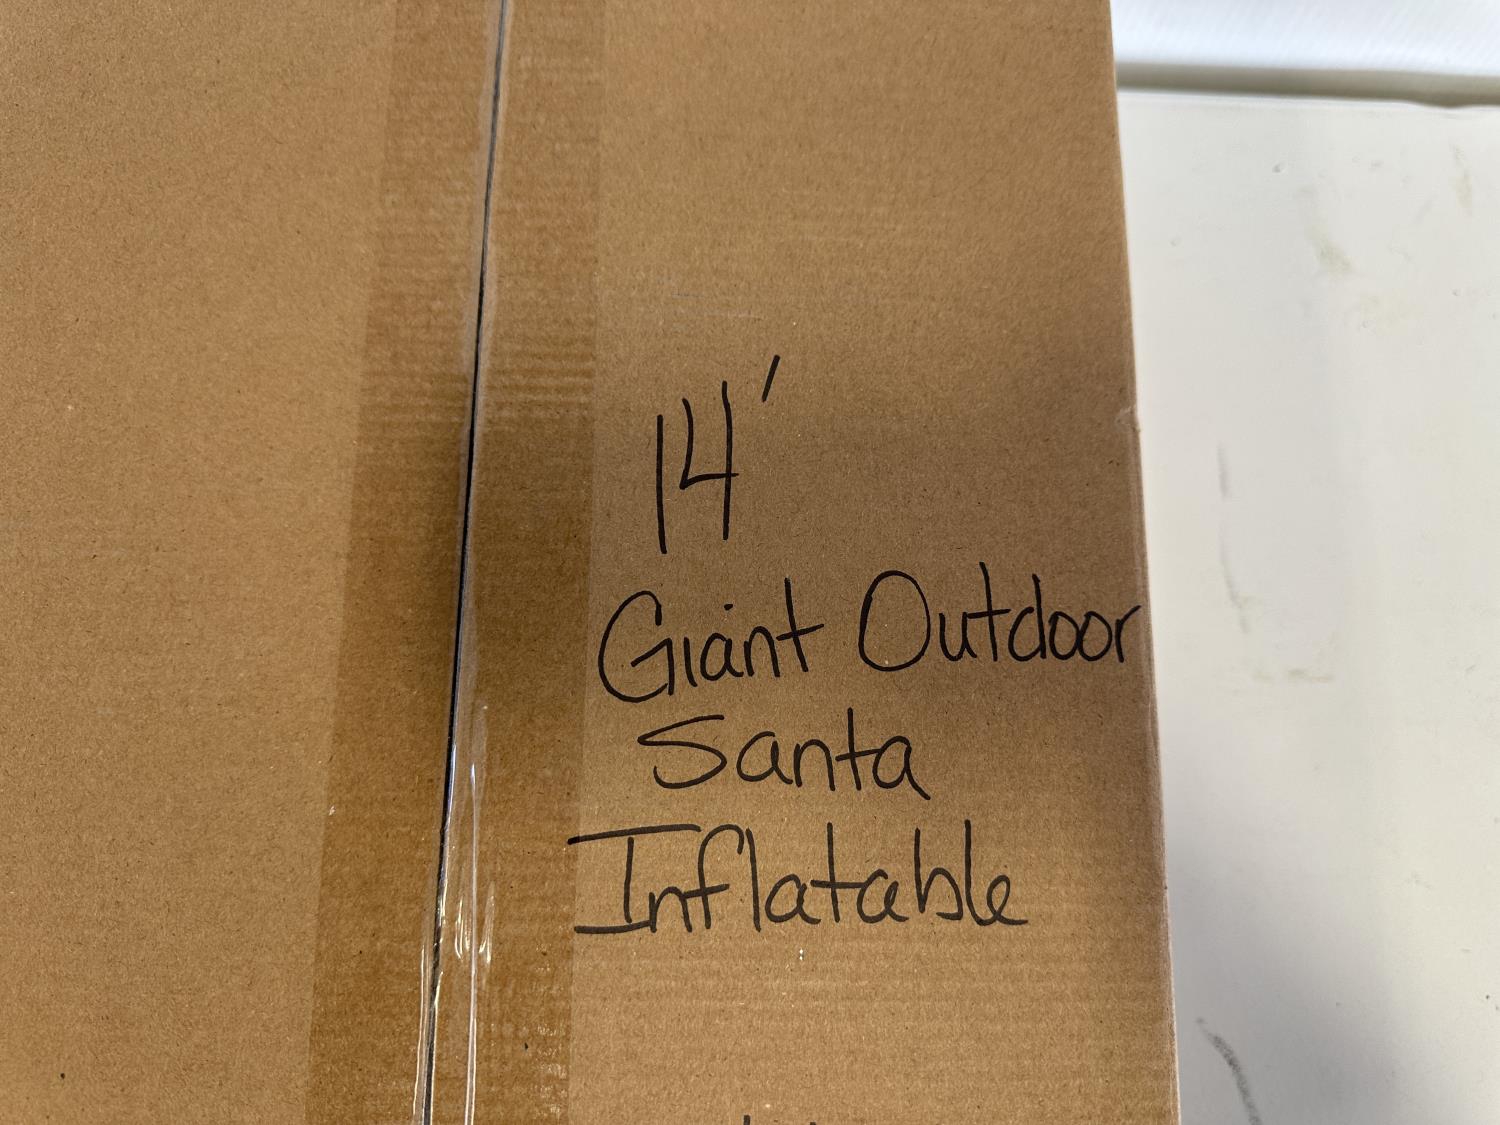 14'
Giant Outdoor
Santa
Inflatable